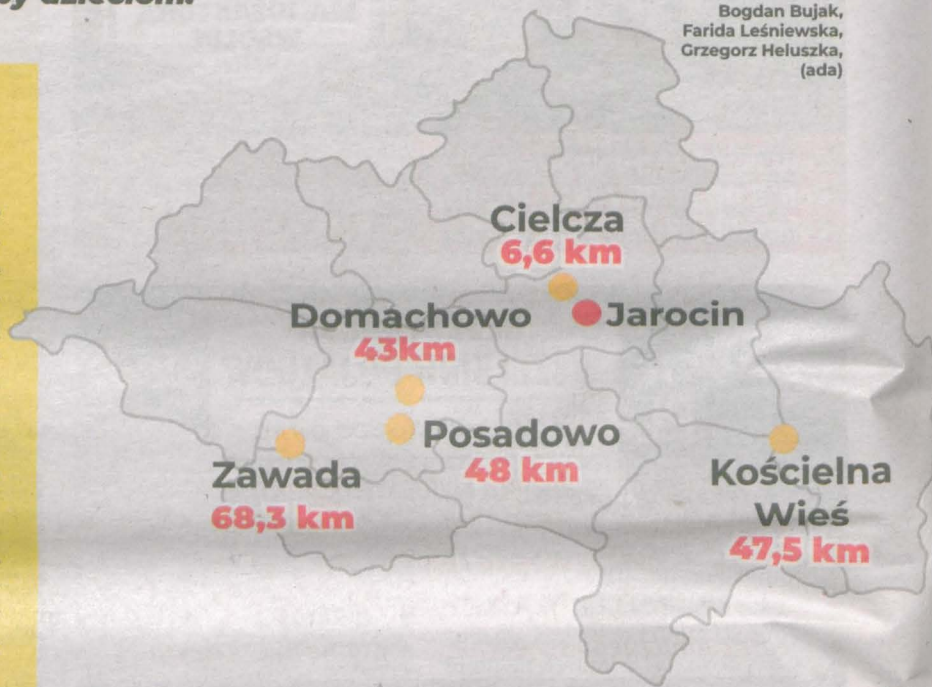 dzieciom.
Bogdan Bujak,
Farida Leśniewska,
Grzegorz Heluszka,
(ada)
Cielcza
6,6 km
Domachowo
43km
Jarocin
Posadowo
48 km
Zawada
68,3 km
Kościelna
Wieś
47,5 km